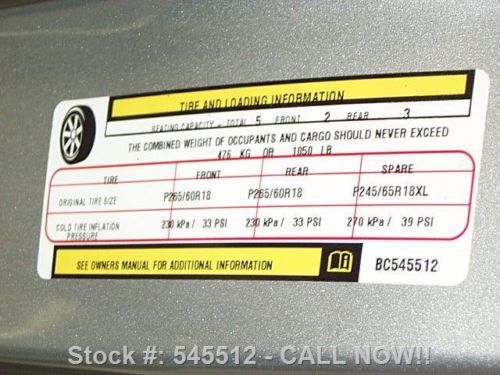 TIRE AND LOADING INFORMATION
SEATING CAPACITY - TOTAL 5 FRONT 2 REAR 3
THE COMBINED WEIGHT OF OCCUPANTS AND CARGO SHOULD NEVER EXCEED
476 KG OR 1050 LB
TIRE FRONT REAR SPARE
ORIGINAL TIRE SIZE P265/60R18 P265/60R18 P245/65R18XL
COLD TIRE INFLATION PRESSURE 230 kPa / 33 PSI 230 kPa / 33 PSI 270 kPa / 39 PSI
SEE OWNERS MANUAL FOR ADDITIONAL INFORMATION BC545512
Stock #: 545512 - CALL NOW!!